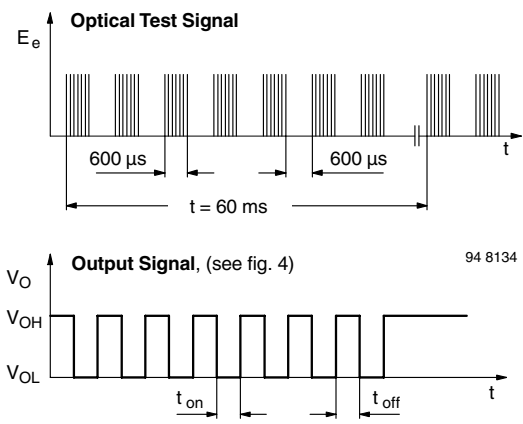 Optical Test Signal
E e
t
600 µs
600 µs
t = 60 ms
94 8134
Output Signal, (see fig. 4)
V O
V OH
V OL
t on
t off
t